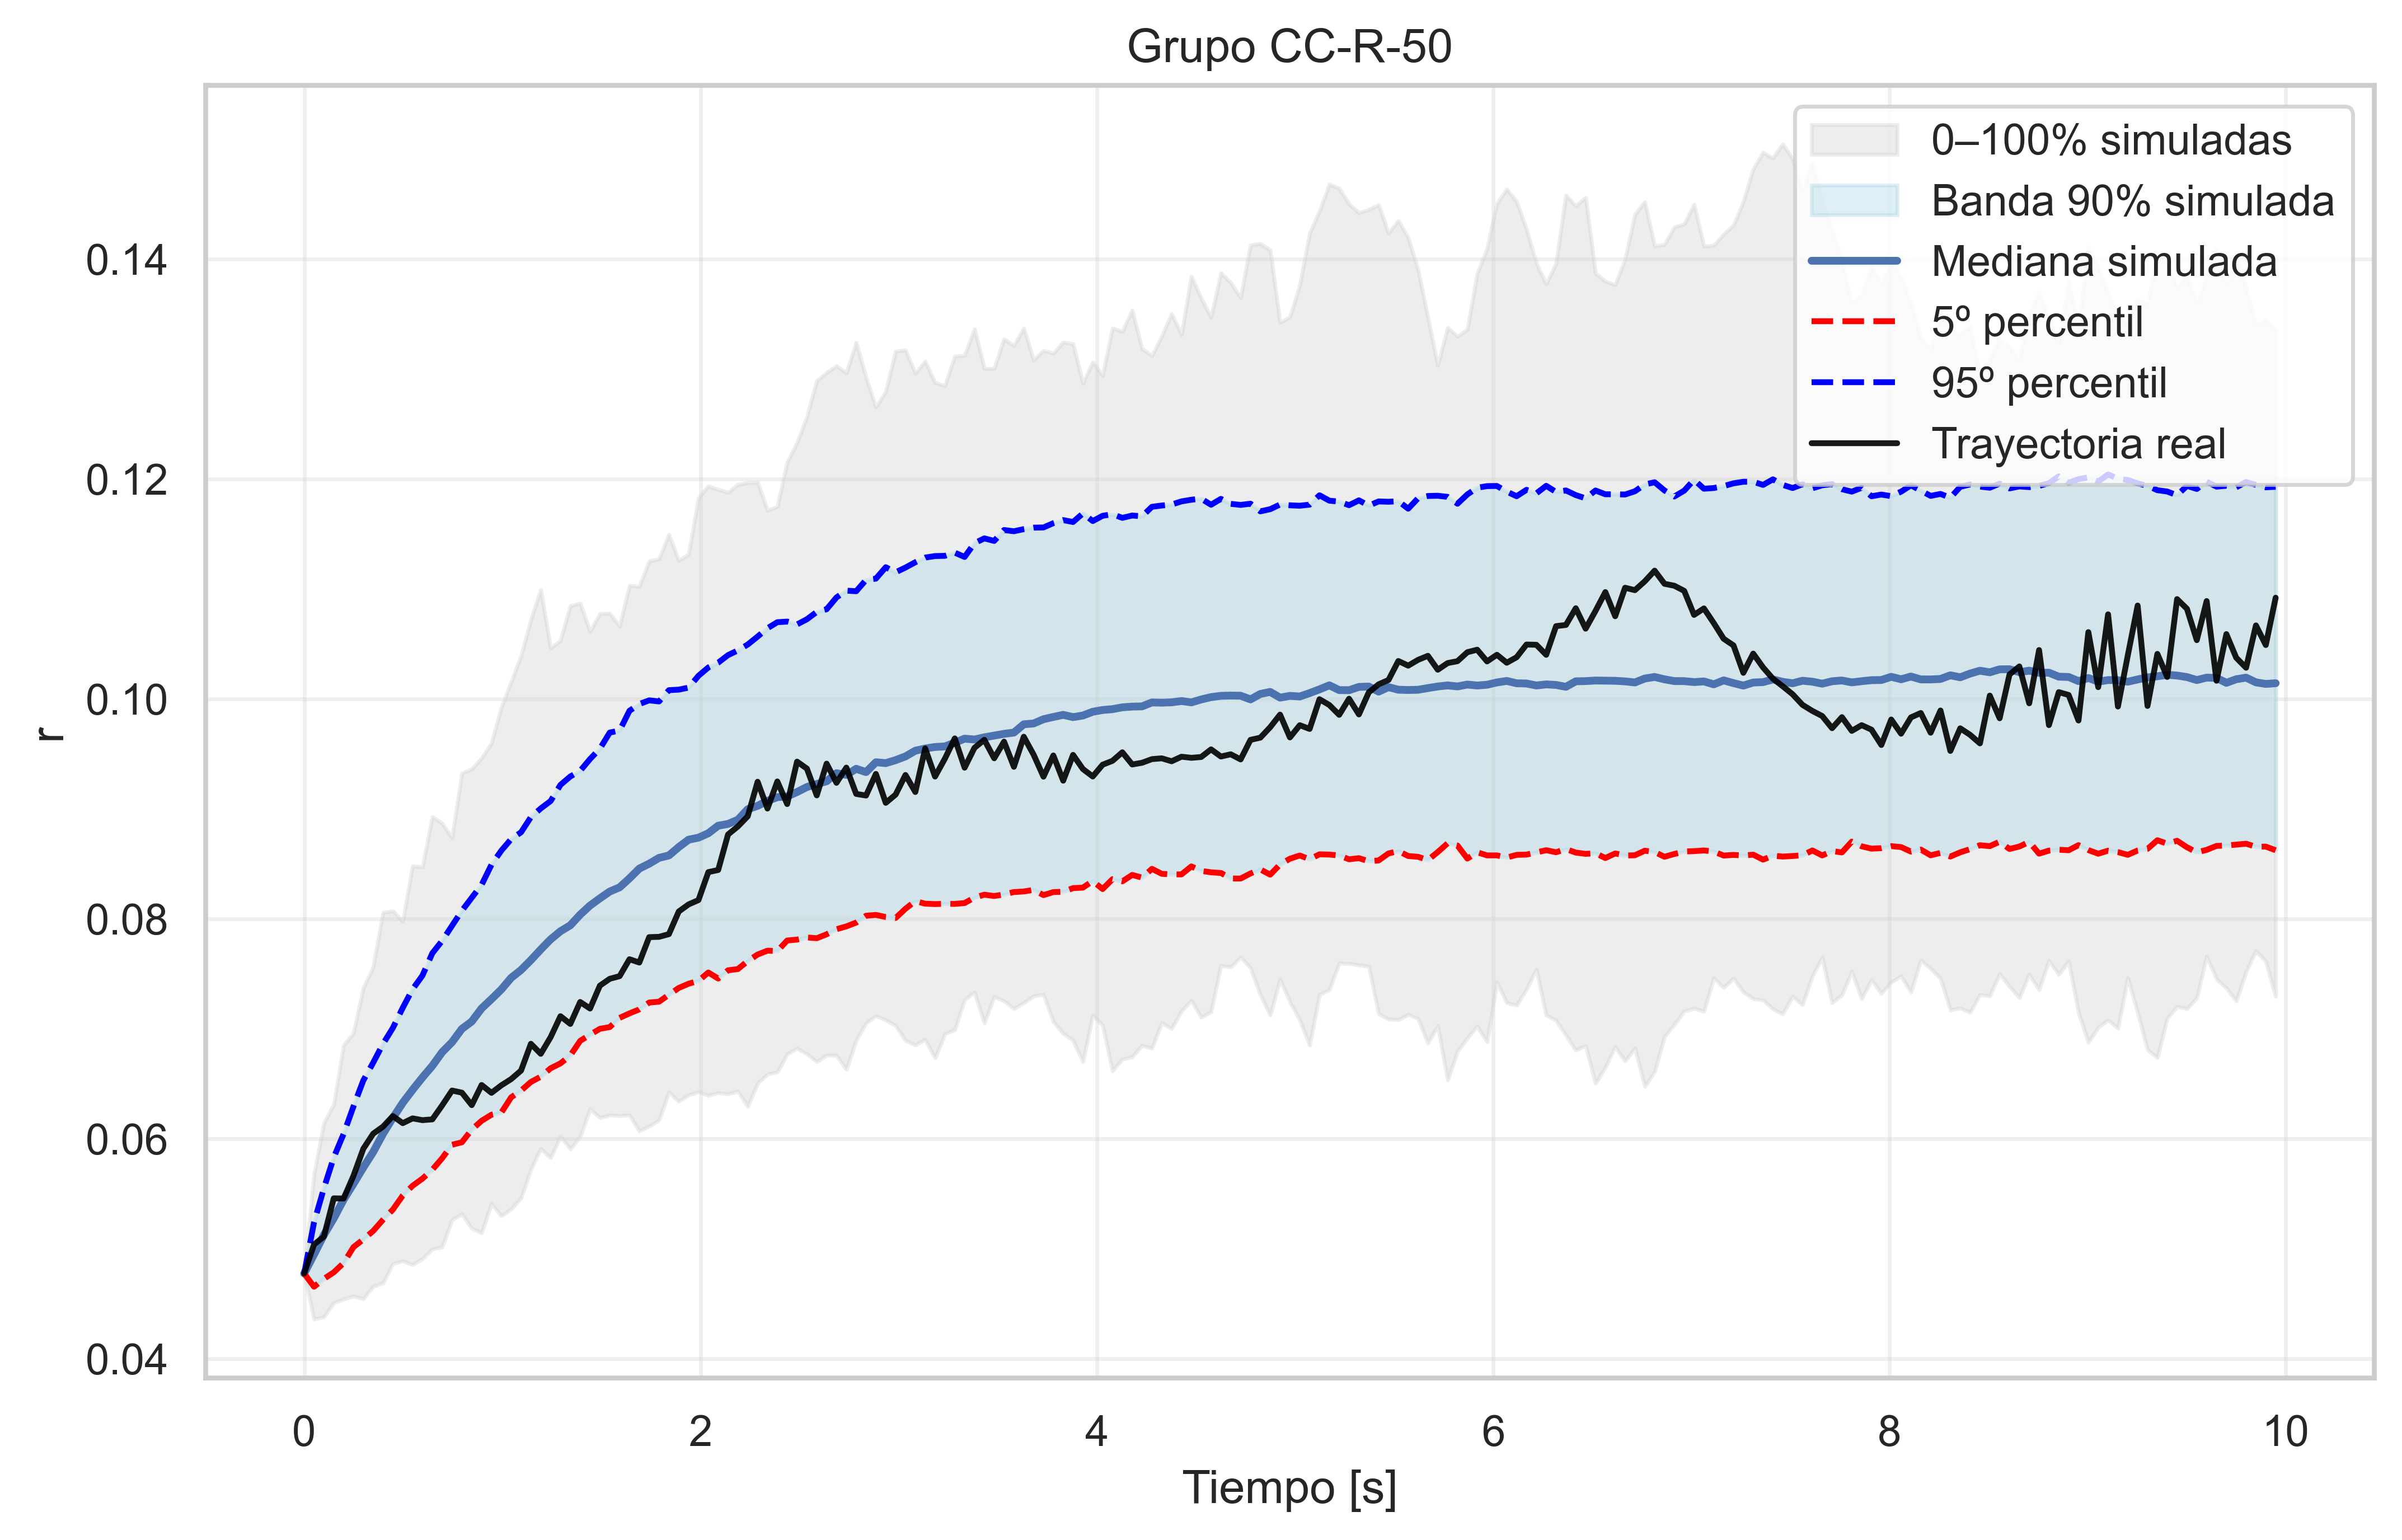 Grupo CC-R-50
0–100% simuladas
Banda 90% simulada
Mediana simulada
5º percentil
95º percentil
Trayectoria real
0.14
0.12
0.10
0.08
0.06
0.04
r
0 2 4 6 8 10
Tiempo [s]